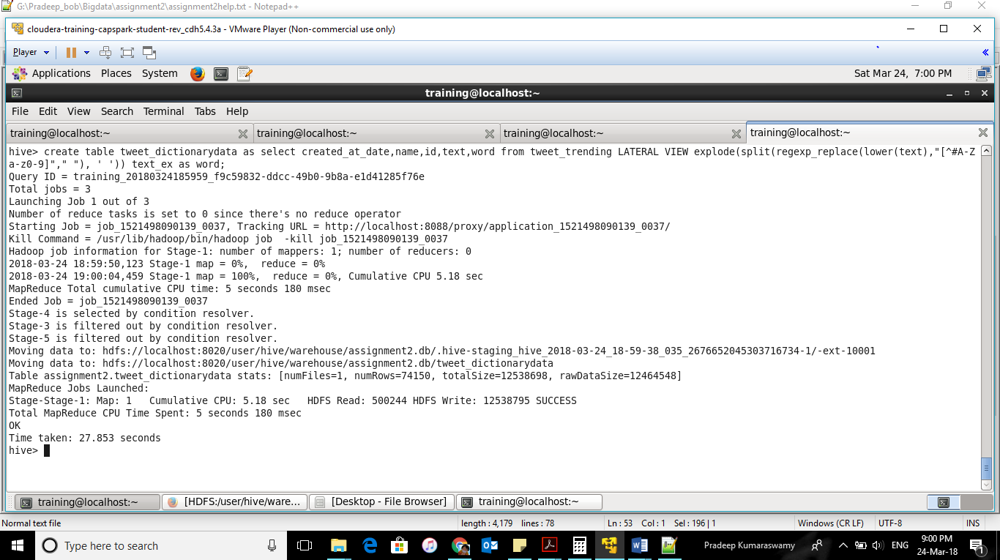 G:\Pradeep_bob\Bigdata\assignment2\assignment2help.txt - Notepad++
cloudera-training-capspark-student-rev_cdh5.4.3a - VMware Player (Non-commercial use only)
Player
Applications Places System Sat Mar 24, 7:00 PM
training@localhost:~
File Edit View Search Terminal Tabs Help
training@localhost:~ training@localhost:~ training@localhost:~ training@localhost:~
hive> create table tweet_dictionarydata as select created_at_date,name,id,text,word from tweet_trending LATERAL VIEW explode(split(regexp_replace(lower(text),"[^#A-Z
a-z0-9]"," "), ' ')) text_ex as word;
Query ID = training_20180324185959_f9c59832-ddcc-49b0-9b8a-e1d41285f76e
Total jobs = 3
Launching Job 1 out of 3
Number of reduce tasks is set to 0 since there's no reduce operator
Starting Job = job_1521498090139_0037, Tracking URL = http://localhost:8088/proxy/application_1521498090139_0037/
Kill Command = /usr/lib/hadoop/bin/hadoop job  -kill job_1521498090139_0037
Hadoop job information for Stage-1: number of mappers: 1; number of reducers: 0
2018-03-24 18:59:50,123 Stage-1 map = 0%,  reduce = 0%
2018-03-24 19:00:04,459 Stage-1 map = 100%,  reduce = 0%, Cumulative CPU 5.18 sec
MapReduce Total cumulative CPU time: 5 seconds 180 msec
Ended Job = job_1521498090139_0037
Stage-4 is selected by condition resolver.
Stage-3 is filtered out by condition resolver.
Stage-5 is filtered out by condition resolver.
Moving data to: hdfs://localhost:8020/user/hive/warehouse/assignment2.db/.hive-staging_hive_2018-03-24_18-59-38_035_2676652045303716734-1/-ext-10001
Moving data to: hdfs://localhost:8020/user/hive/warehouse/assignment2.db/tweet_dictionarydata
Table assignment2.tweet_dictionarydata stats: [numFiles=1, numRows=74150, totalSize=12538698, rawDataSize=12464548]
MapReduce Jobs Launched:
Stage-Stage-1: Map: 1   Cumulative CPU: 5.18 sec   HDFS Read: 500244 HDFS Write: 12538795 SUCCESS
Total MapReduce CPU Time Spent: 5 seconds 180 msec
OK
Time taken: 27.853 seconds
hive>
training@localhost:~ [HDFS:/user/hive/ware... [Desktop - File Browser] training@localhost:~
Normal text file length : 4,179 lines : 78 Ln : 53 Col : 1 Sel : 196 | 1 Windows (CR LF) UTF-8 INS
Type here to search Pradeep Kumaraswamy ENG 9:00 PM
24-Mar-18 1